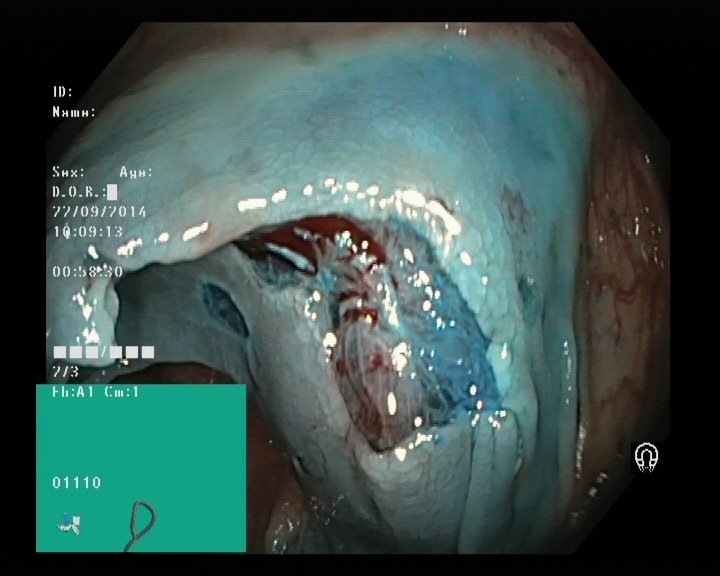 ID:
Name:
Sex: Age:
D.O.B.:
22/09/2014
10:09:13
00:58:30
/
2/3
Eh:A1 Cm:1
01110